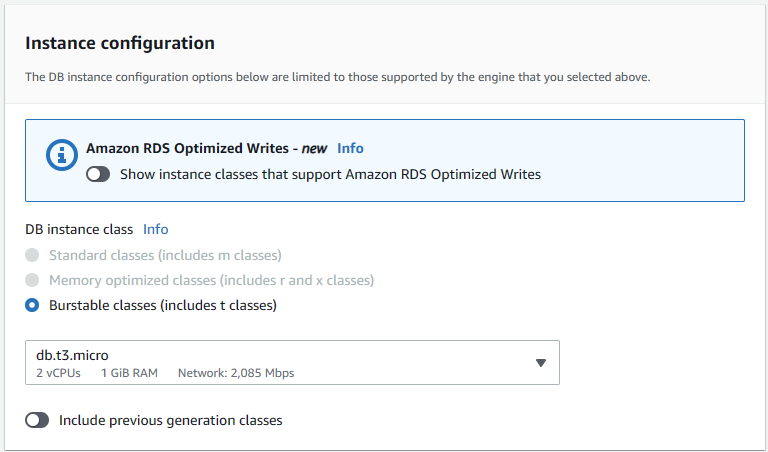 Instance configuration
The DB instance configuration options below are limited to those supported by the engine that you selected above.
Amazon RDS Optimized Writes - new Info
Show instance classes that support Amazon RDS Optimized Writes
DB instance class Info
Standard classes (includes m classes)
Memory optimized classes (includes r and x classes)
Burstable classes (includes t classes)
db.t3.micro
2 vCPUs 1 GiB RAM Network: 2,085 Mbps
Include previous generation classes